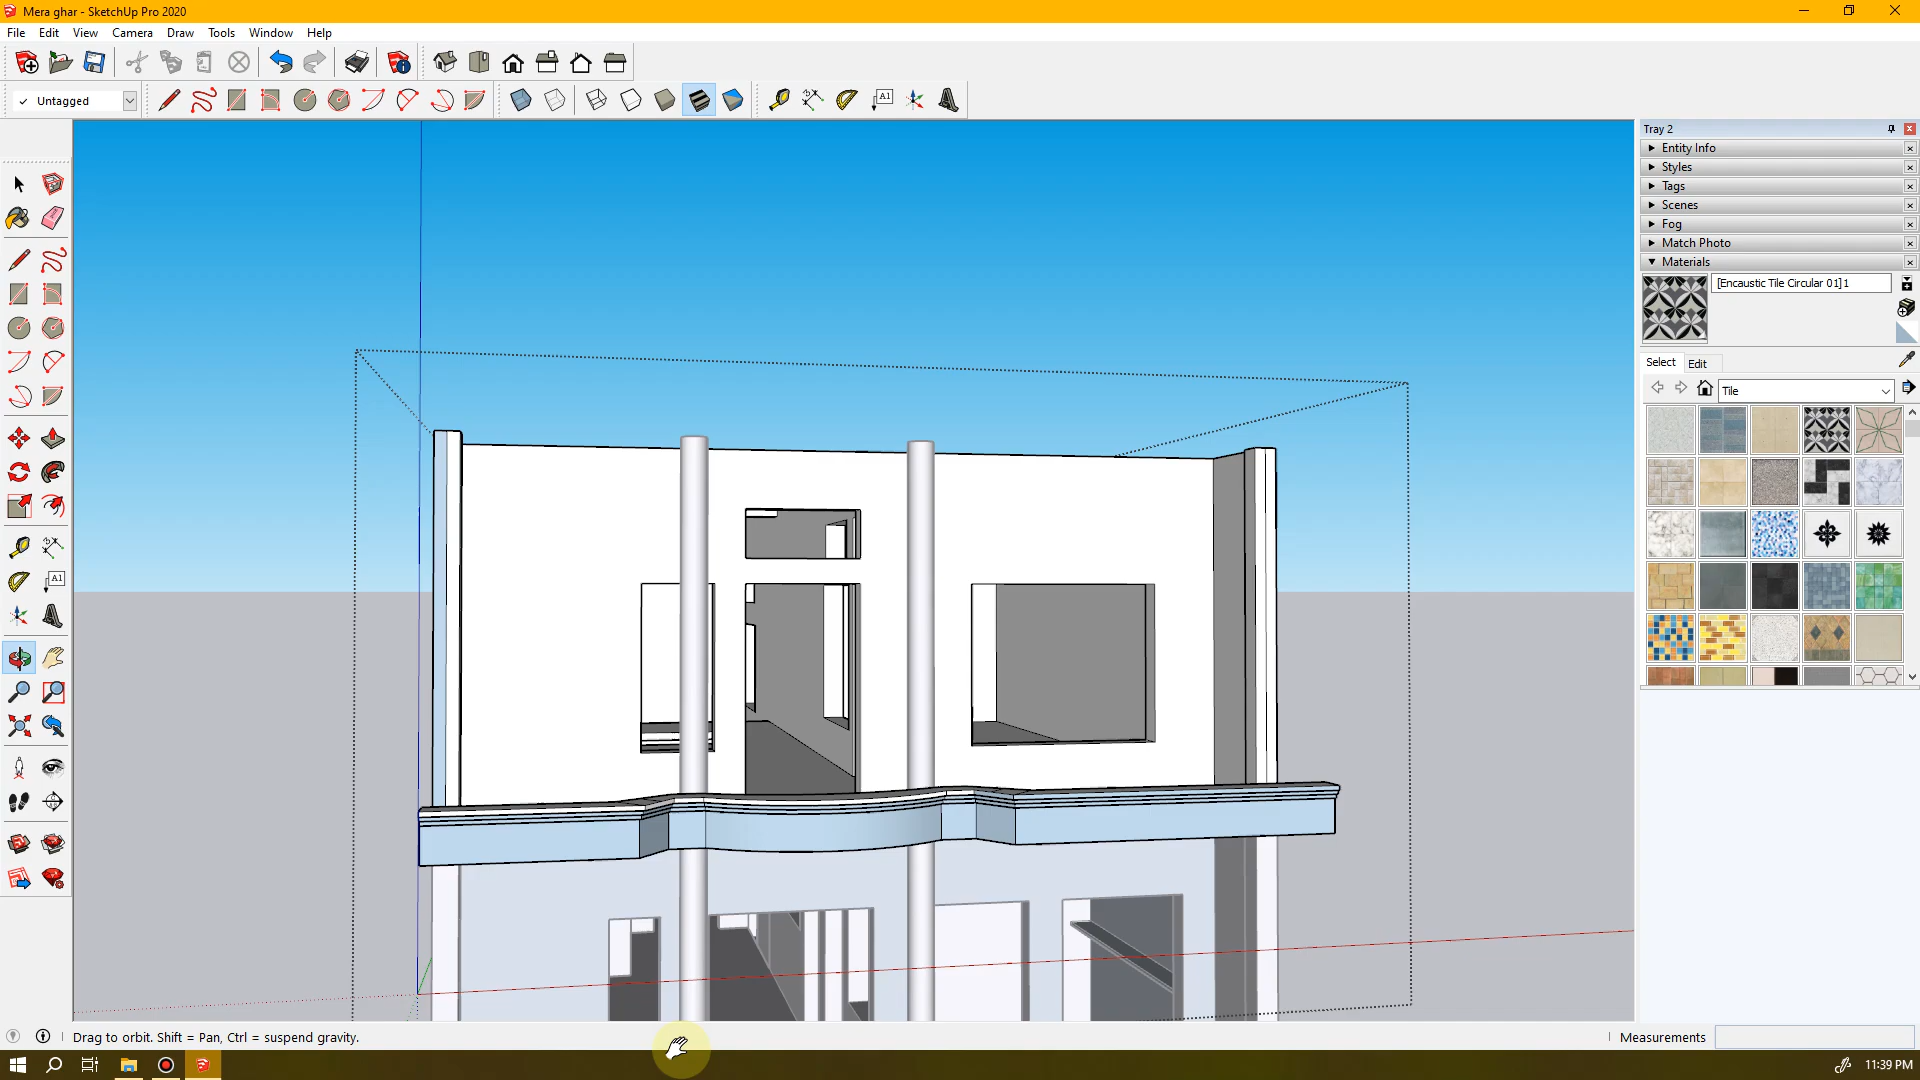 Mera ghar - SketchUp Pro 2020
File Edit View Camera Draw Tools Window Help
Untagged
A1
Tray 2
Entity Info
Styles
Tags
Scenes
Fog
Match Photo
Materials
[Encaustic Tile Circular 01]1
Select Edit
Tile
A1
Drag to orbit. Shift = Pan, Ctrl = suspend gravity.
Measurements
11:39 PM